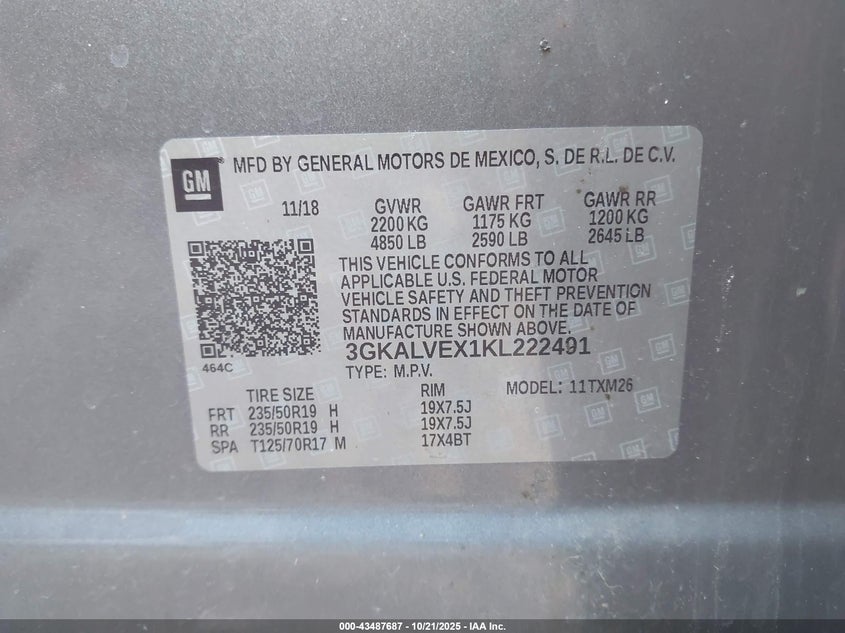 GM
MFD BY GENERAL MOTORS DE MEXICO, S. DE R.L. DE C.V.
11/18 GVWR GAWR FRT GAWR RR
2200 KG 1175 KG 1200 KG
4850 LB 2590 LB 2645 LB
THIS VEHICLE CONFORMS TO ALL
APPLICABLE U.S. FEDERAL MOTOR
VEHICLE SAFETY AND THEFT PREVENTION
STANDARDS IN EFFECT ON THE DATE OF
MANUFACTURE SHOWN ABOVE.
464C
3GKALVEX1KL222491
TYPE: M.P.V.
TIRE SIZE RIM MODEL: 11TXM26
FRT 235/50R19 H 19X7.5J
RR 235/50R19 H 19X7.5J
SPA T125/70R17 M 17X4BT
000-43487687 - 10/21/2025 - IAA Inc.